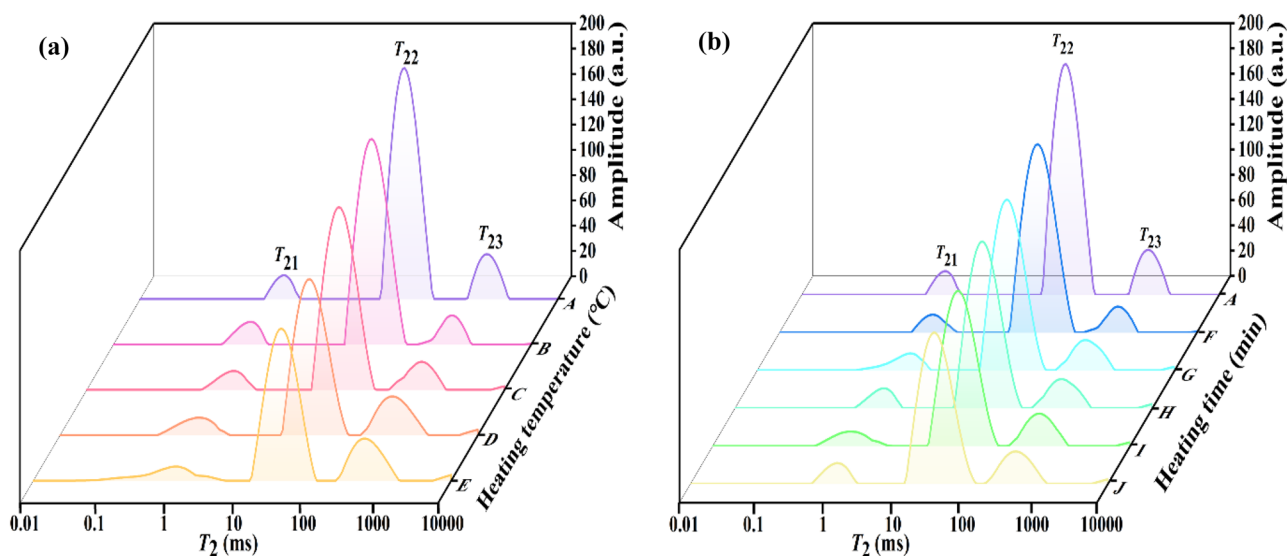 (a)
200
180
160
140
120
100
80
60
40
20
0
Amplitude (a.u.)
T22
T21
T23
A
B
C
D
E
Heating temperature (°C)
0.01 0.1 1 10 100 1000 10000
T2 (ms)
(b)
200
180
160
140
120
100
80
60
40
20
0
Amplitude (a.u.)
T22
T21
T23
A
F
G
H
I
J
Heating time (min)
0.01 0.1 1 10 100 1000 10000
T2 (ms)